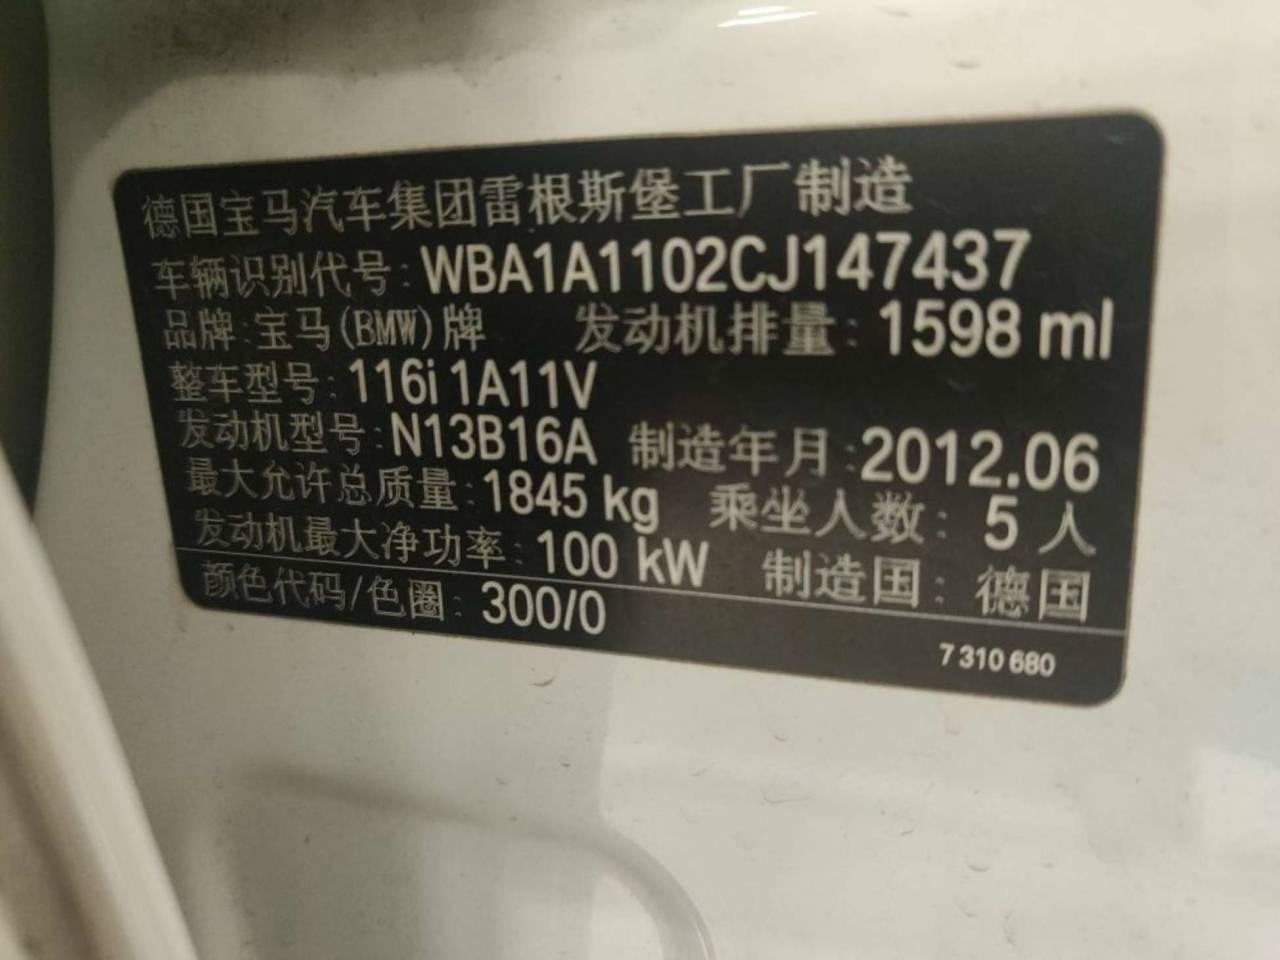 德国宝马汽车集团雷根斯堡工厂制造
车辆识别代号: WBA1A1102CJ147437
品牌: 宝马(BMW)牌 发动机排量: 1598 ml
整车型号: 116i 1A11V
发动机型号: N13B16A 制造年月: 2012.06
最大允许总质量: 1845 kg 乘坐人数: 5 人
发动机最大净功率: 100 kW 制造国: 德国
颜色代码/色圈: 300/0
7 310 680